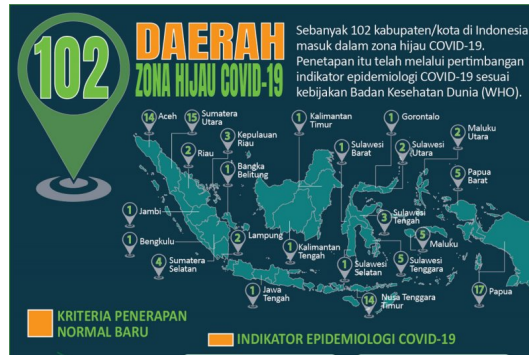 102
DAERAH
ZONA HIJAU COVID-19
Sebanyak 102 kabupaten/kota di Indonesia
masuk dalam zona hijau COVID-19.
Penetapan itu telah melalui pertimbangan
indikator epidemiologi COVID-19 sesuai
kebijakan Badan Kesehatan Dunia (WHO).
14 Aceh
15 Sumatera
Utara
2 Riau
3 Kepulauan
Riau
1 Bangka
Belitung
1 Kalimantan
Timur
1 Sulawesi
Barat
1 Gorontalo
2 Sulawesi
Utara
2 Maluku
Utara
5 Papua
Barat
1 Jambi
1 Bengkulu
4 Sumatera
Selatan
2 Lampung
1 Jawa
Tengah
1 Kalimantan
Tengah
1 Sulawesi
Selatan
3 Sulawesi
Tengah
5 Maluku
5 Sulawesi
Tenggara
14 Nusa Tenggara
Timur
17 Papua
KRITERIA PENERAPAN
NORMAL BARU
INDIKATOR EPIDEMIOLOGI COVID-19